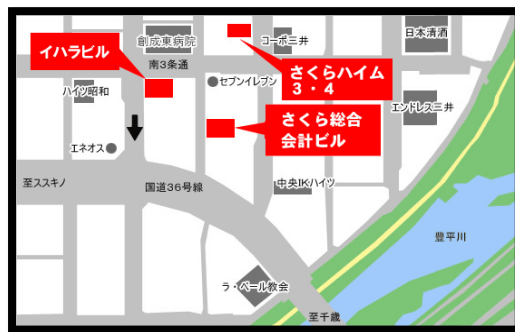 創成東病院
コーポ三井
日本清酒
イハラビル
南3条通
さくらハイム
3・4
セブンイレブン
ハイツ昭和
エンドレス三井
さくら総合
会計ビル
エネオス
至ススキノ
国道36号線
中央IKハイツ
豊平川
ラ・ベール教会
至千歳